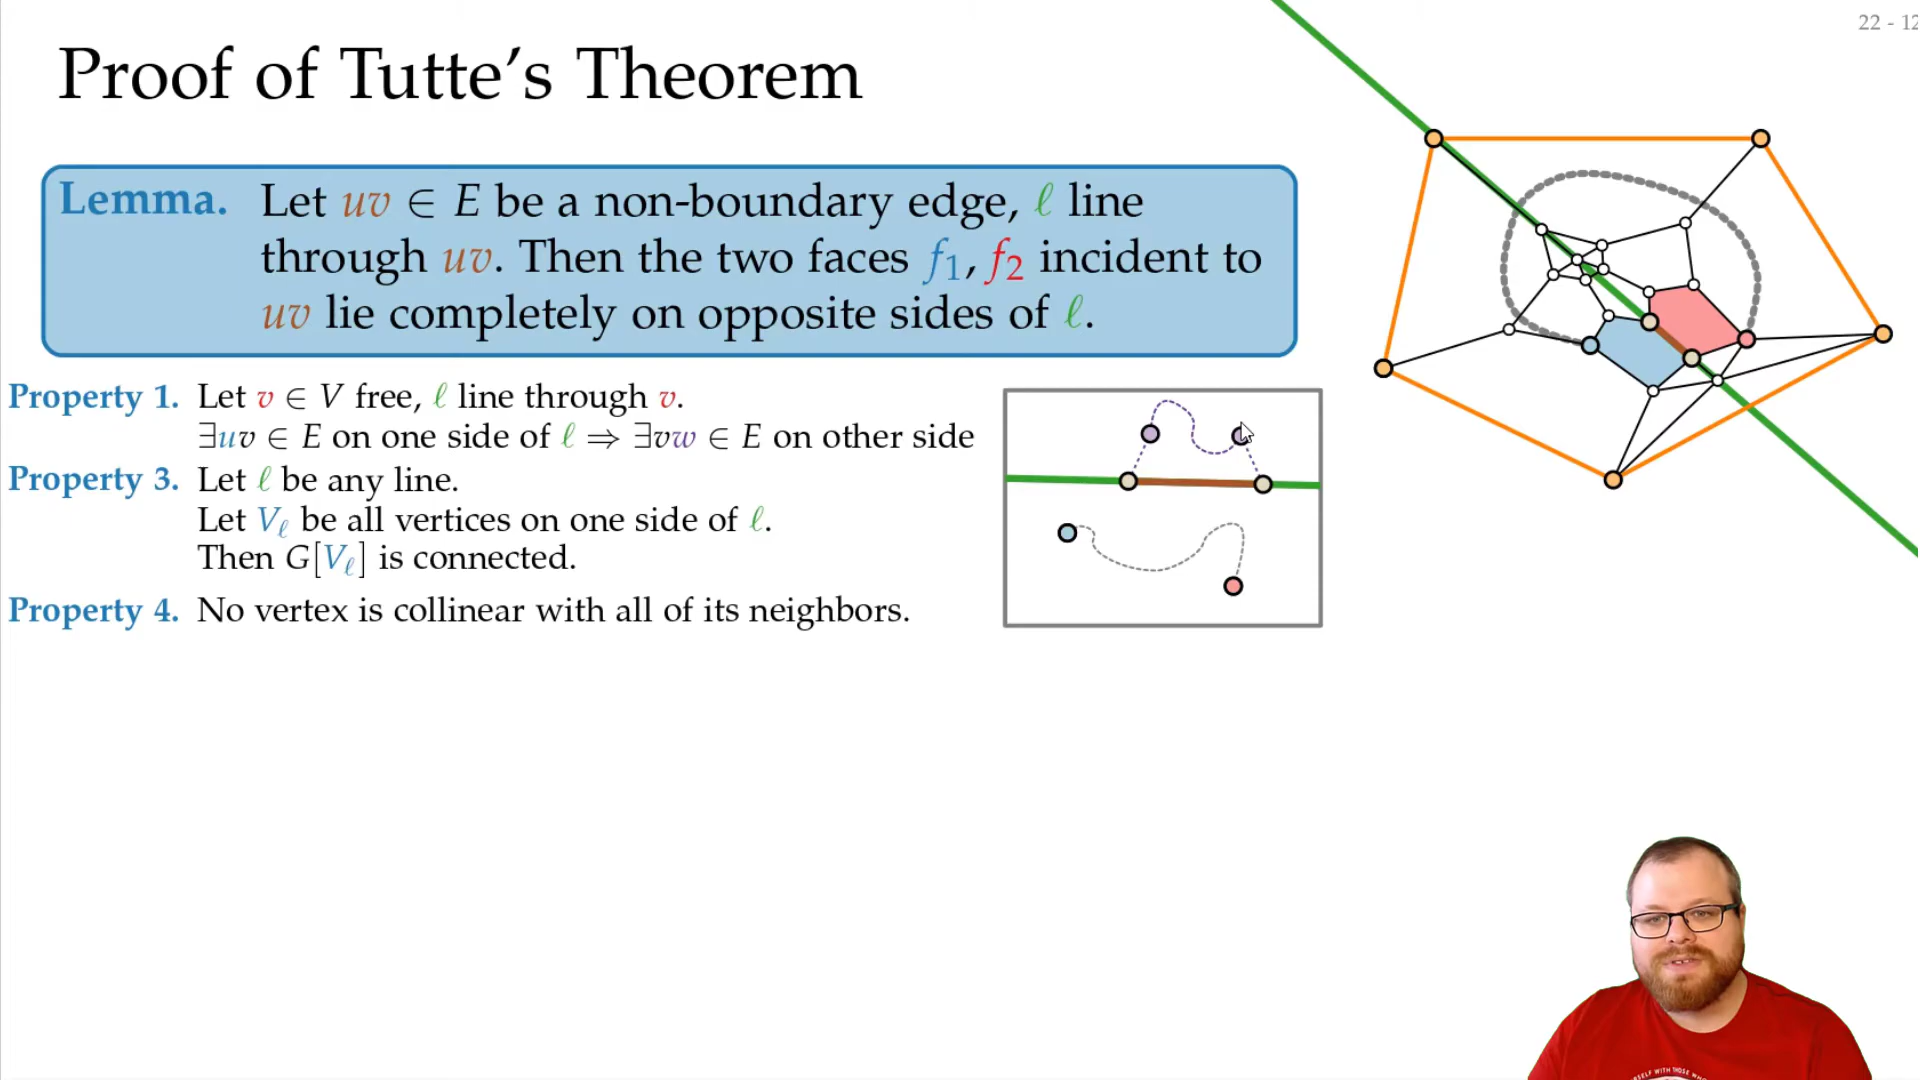 22 - 12
Proof of Tutte's Theorem
Lemma. Let uv ∈ E be a non-boundary edge, ℓ line
through uv. Then the two faces f₁, f₂ incident to
uv lie completely on opposite sides of ℓ.
Property 1. Let v ∈ V free, ℓ line through v.
∃uv ∈ E on one side of ℓ ⇒ ∃vw ∈ E on other side
Property 3. Let ℓ be any line.
Let Vℓ be all vertices on one side of ℓ.
Then G[Vℓ] is connected.
Property 4. No vertex is collinear with all of its neighbors.
SELF WITH THOSE